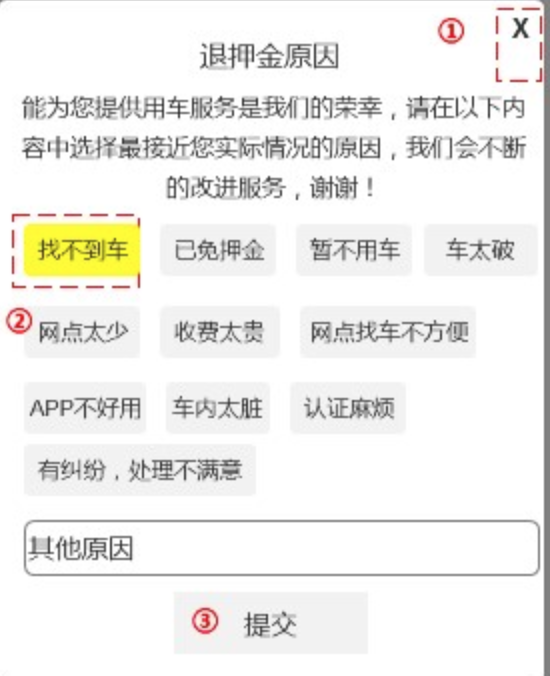 ① X
退押金原因
能为您提供用车服务是我们的荣幸，请在以下内
容中选择最接近您实际情况的原因，我们会不断
的改进服务，谢谢！
找不到车 已免押金 暂不用车 车太破
② 网点太少 收费太贵 网点找车不方便
APP不好用 车内太脏 认证麻烦
有纠纷，处理不满意
其他原因
③ 提交